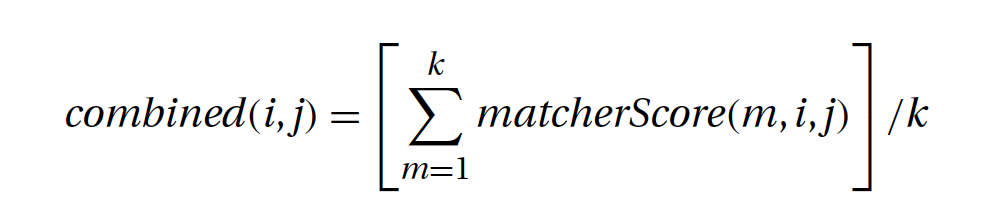 combined(i,j) = [∑_{m=1}^{k} matcherScore(m,i,j)]/k